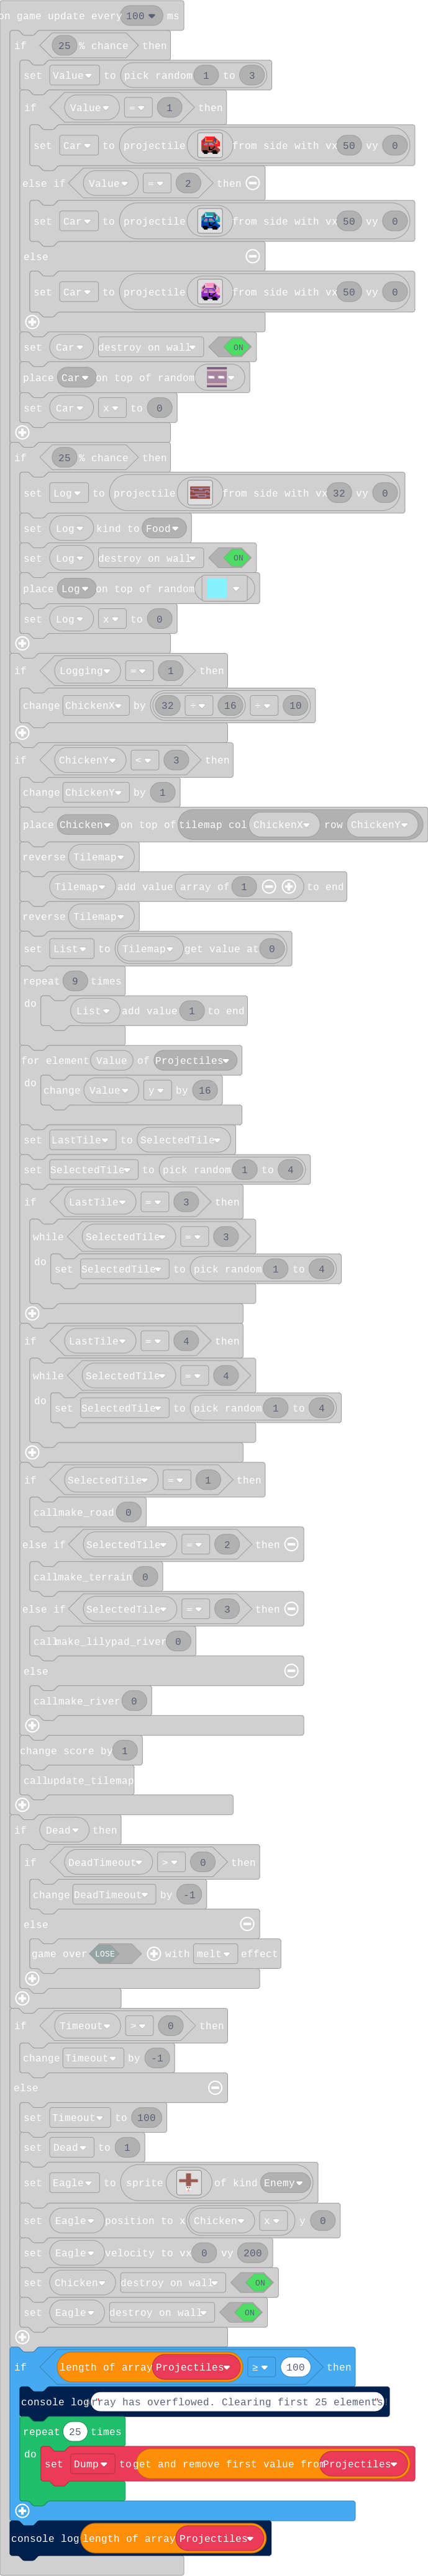 on game update every 100 ms
if 25 % chance then
set Value to pick random 1 to 3
if Value = 1 then
set Car to projectile from side with vx 50 vy 0
else if Value = 2 then
set Car to projectile from side with vx 50 vy 0
else
set Car to projectile from side with vx 50 vy 0
set Car destroy on wall ON
place Car on top of random
set Car x to 0
if 25 % chance then
set Log to projectile from side with vx 32 vy 0
set Log kind to Food
set Log destroy on wall ON
place Log on top of random
set Log x to 0
if Logging = 1 then
change ChickenX by 32 ÷ 16 ÷ 10
if ChickenY < 3 then
change ChickenY by 1
place Chicken on top of tilemap col ChickenX row ChickenY
reverse Tilemap
Tilemap add value array of 1 to end
reverse Tilemap
set List to Tilemap get value at 0
repeat 9 times
do List add value 1 to end
for element Value of Projectiles
do change Value y by 16
set LastTile to SelectedTile
set SelectedTile to pick random 1 to 4
if LastTile = 3 then
while SelectedTile = 3
do set SelectedTile to pick random 1 to 4
if LastTile = 4 then
while SelectedTile = 4
do set SelectedTile to pick random 1 to 4
if SelectedTile = 1 then
call make_road 0
else if SelectedTile = 2 then
call make_terrain 0
else if SelectedTile = 3 then
call make_lilypad_river 0
else
call make_river 0
change score by 1
call update_tilemap
if Dead then
if DeadTimeout > 0 then
change DeadTimeout by -1
else
game over LOSE with melt effect
if Timeout > 0 then
change Timeout by -1
else
set Timeout to 100
set Dead to 1
set Eagle to sprite of kind Enemy
set Eagle position to x Chicken x y 0
set Eagle velocity to vx 0 vy 200
set Chicken destroy on wall ON
set Eagle destroy on wall ON
if length of array Projectiles ≥ 100 then
console log "ray has overflowed. Clearing first 25 elements"
repeat 25 times
do set Dump to get and remove first value from Projectiles
console log length of array Projectiles